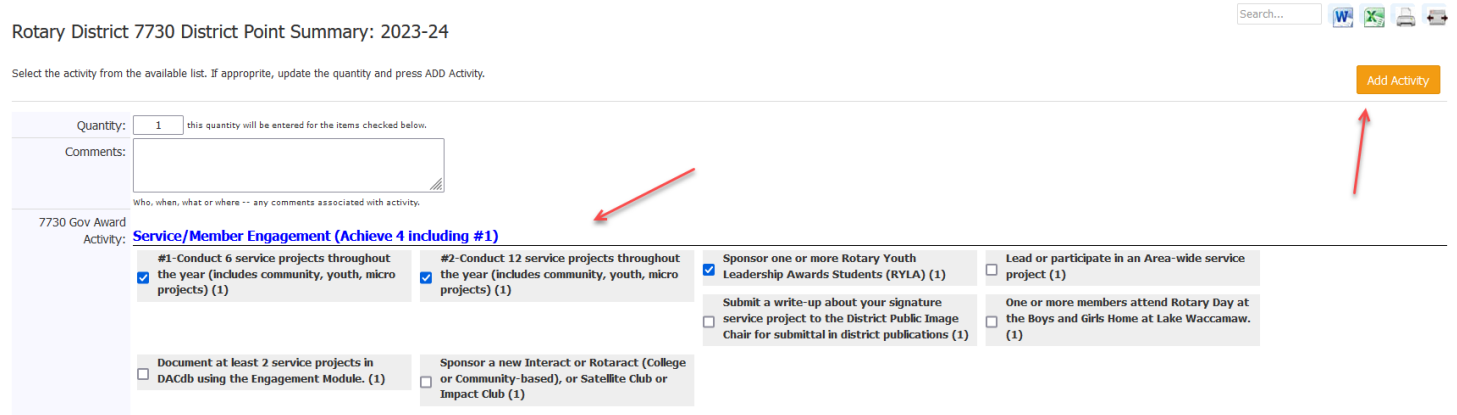 Search...
Rotary District 7730 District Point Summary: 2023-24
Select the activity from the available list. If approprite, update the quantity and press ADD Activity.
Add Activity
Quantity: 1 this quantity will be entered for the items checked below.
Comments:
Who, when, what or where -- any comments associated with activity.
7730 Gov Award
Activity:
Service/Member Engagement (Achieve 4 including #1)
#1-Conduct 6 service projects throughout
the year (includes community, youth, micro
projects) (1)
#2-Conduct 12 service projects throughout
the year (includes community, youth, micro
projects) (1)
Sponsor one or more Rotary Youth
Leadership Awards Students (RYLA) (1)
Lead or participate in an Area-wide service
project (1)
Submit a write-up about your signature
service project to the District Public Image
Chair for submittal in district publications (1)
One or more members attend Rotary Day at
the Boys and Girls Home at Lake Waccamaw.
(1)
Document at least 2 service projects in
DACdb using the Engagement Module. (1)
Sponsor a new Interact or Rotaract (College
or Community-based), or Satellite Club or
Impact Club (1)